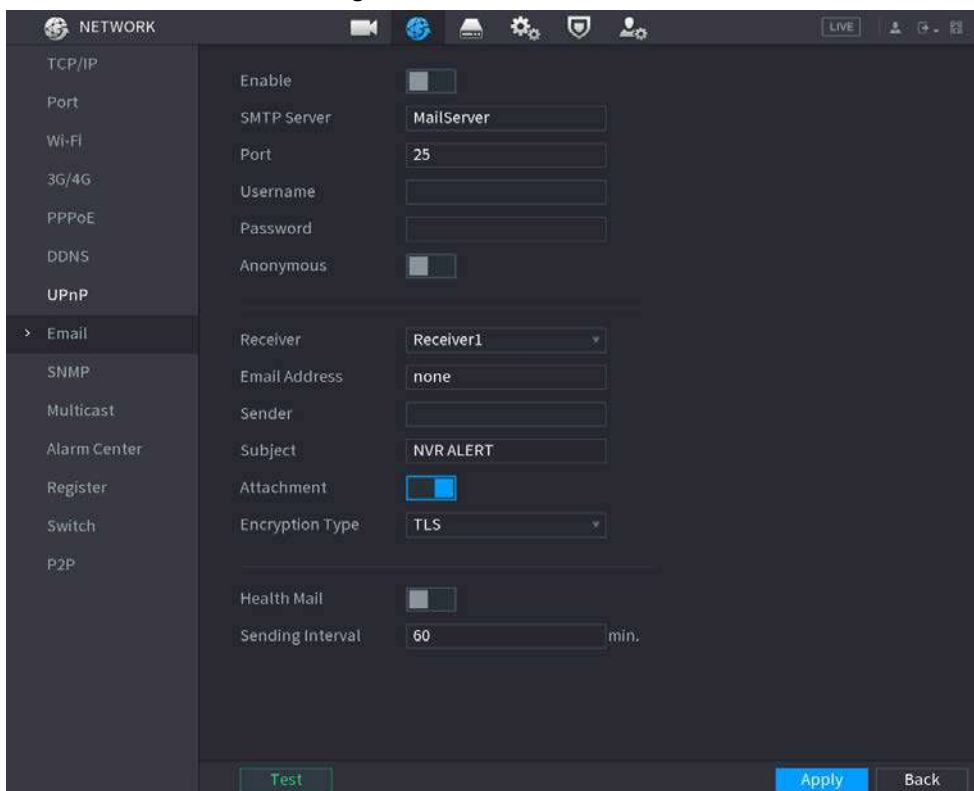 NETWORK
LIVE
TCP/IP
Port
Wi-Fi
3G/4G
PPPoE
DDNS
UPnP
Email
SNMP
Multicast
Alarm Center
Register
Switch
P2P
Enable
SMTP Server MailServer
Port 25
Username
Password
Anonymous
Receiver Receiver1
Email Address none
Sender
Subject NVR ALERT
Attachment
Encryption Type TLS
Health Mail
Sending Interval 60 min.
Test Apply Back